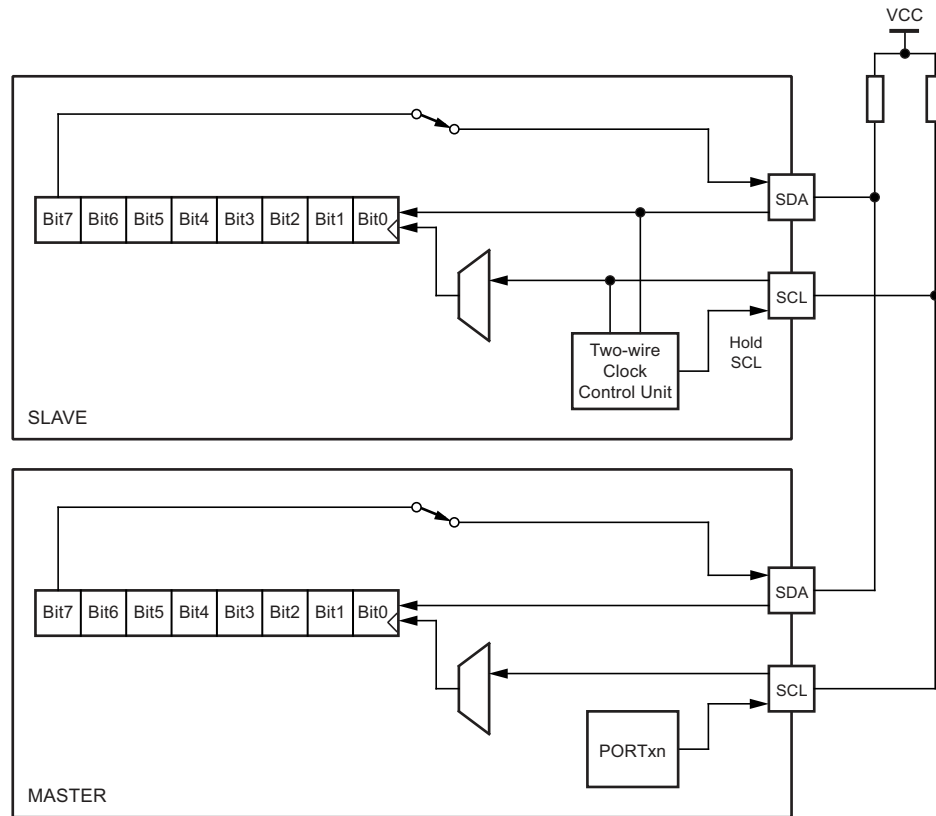 VCC
Bit7 Bit6 Bit5 Bit4 Bit3 Bit2 Bit1 Bit0
SDA
SCL
Two-wire
Clock
Control Unit
Hold
SCL
SLAVE
Bit7 Bit6 Bit5 Bit4 Bit3 Bit2 Bit1 Bit0
SDA
SCL
PORTxn
MASTER